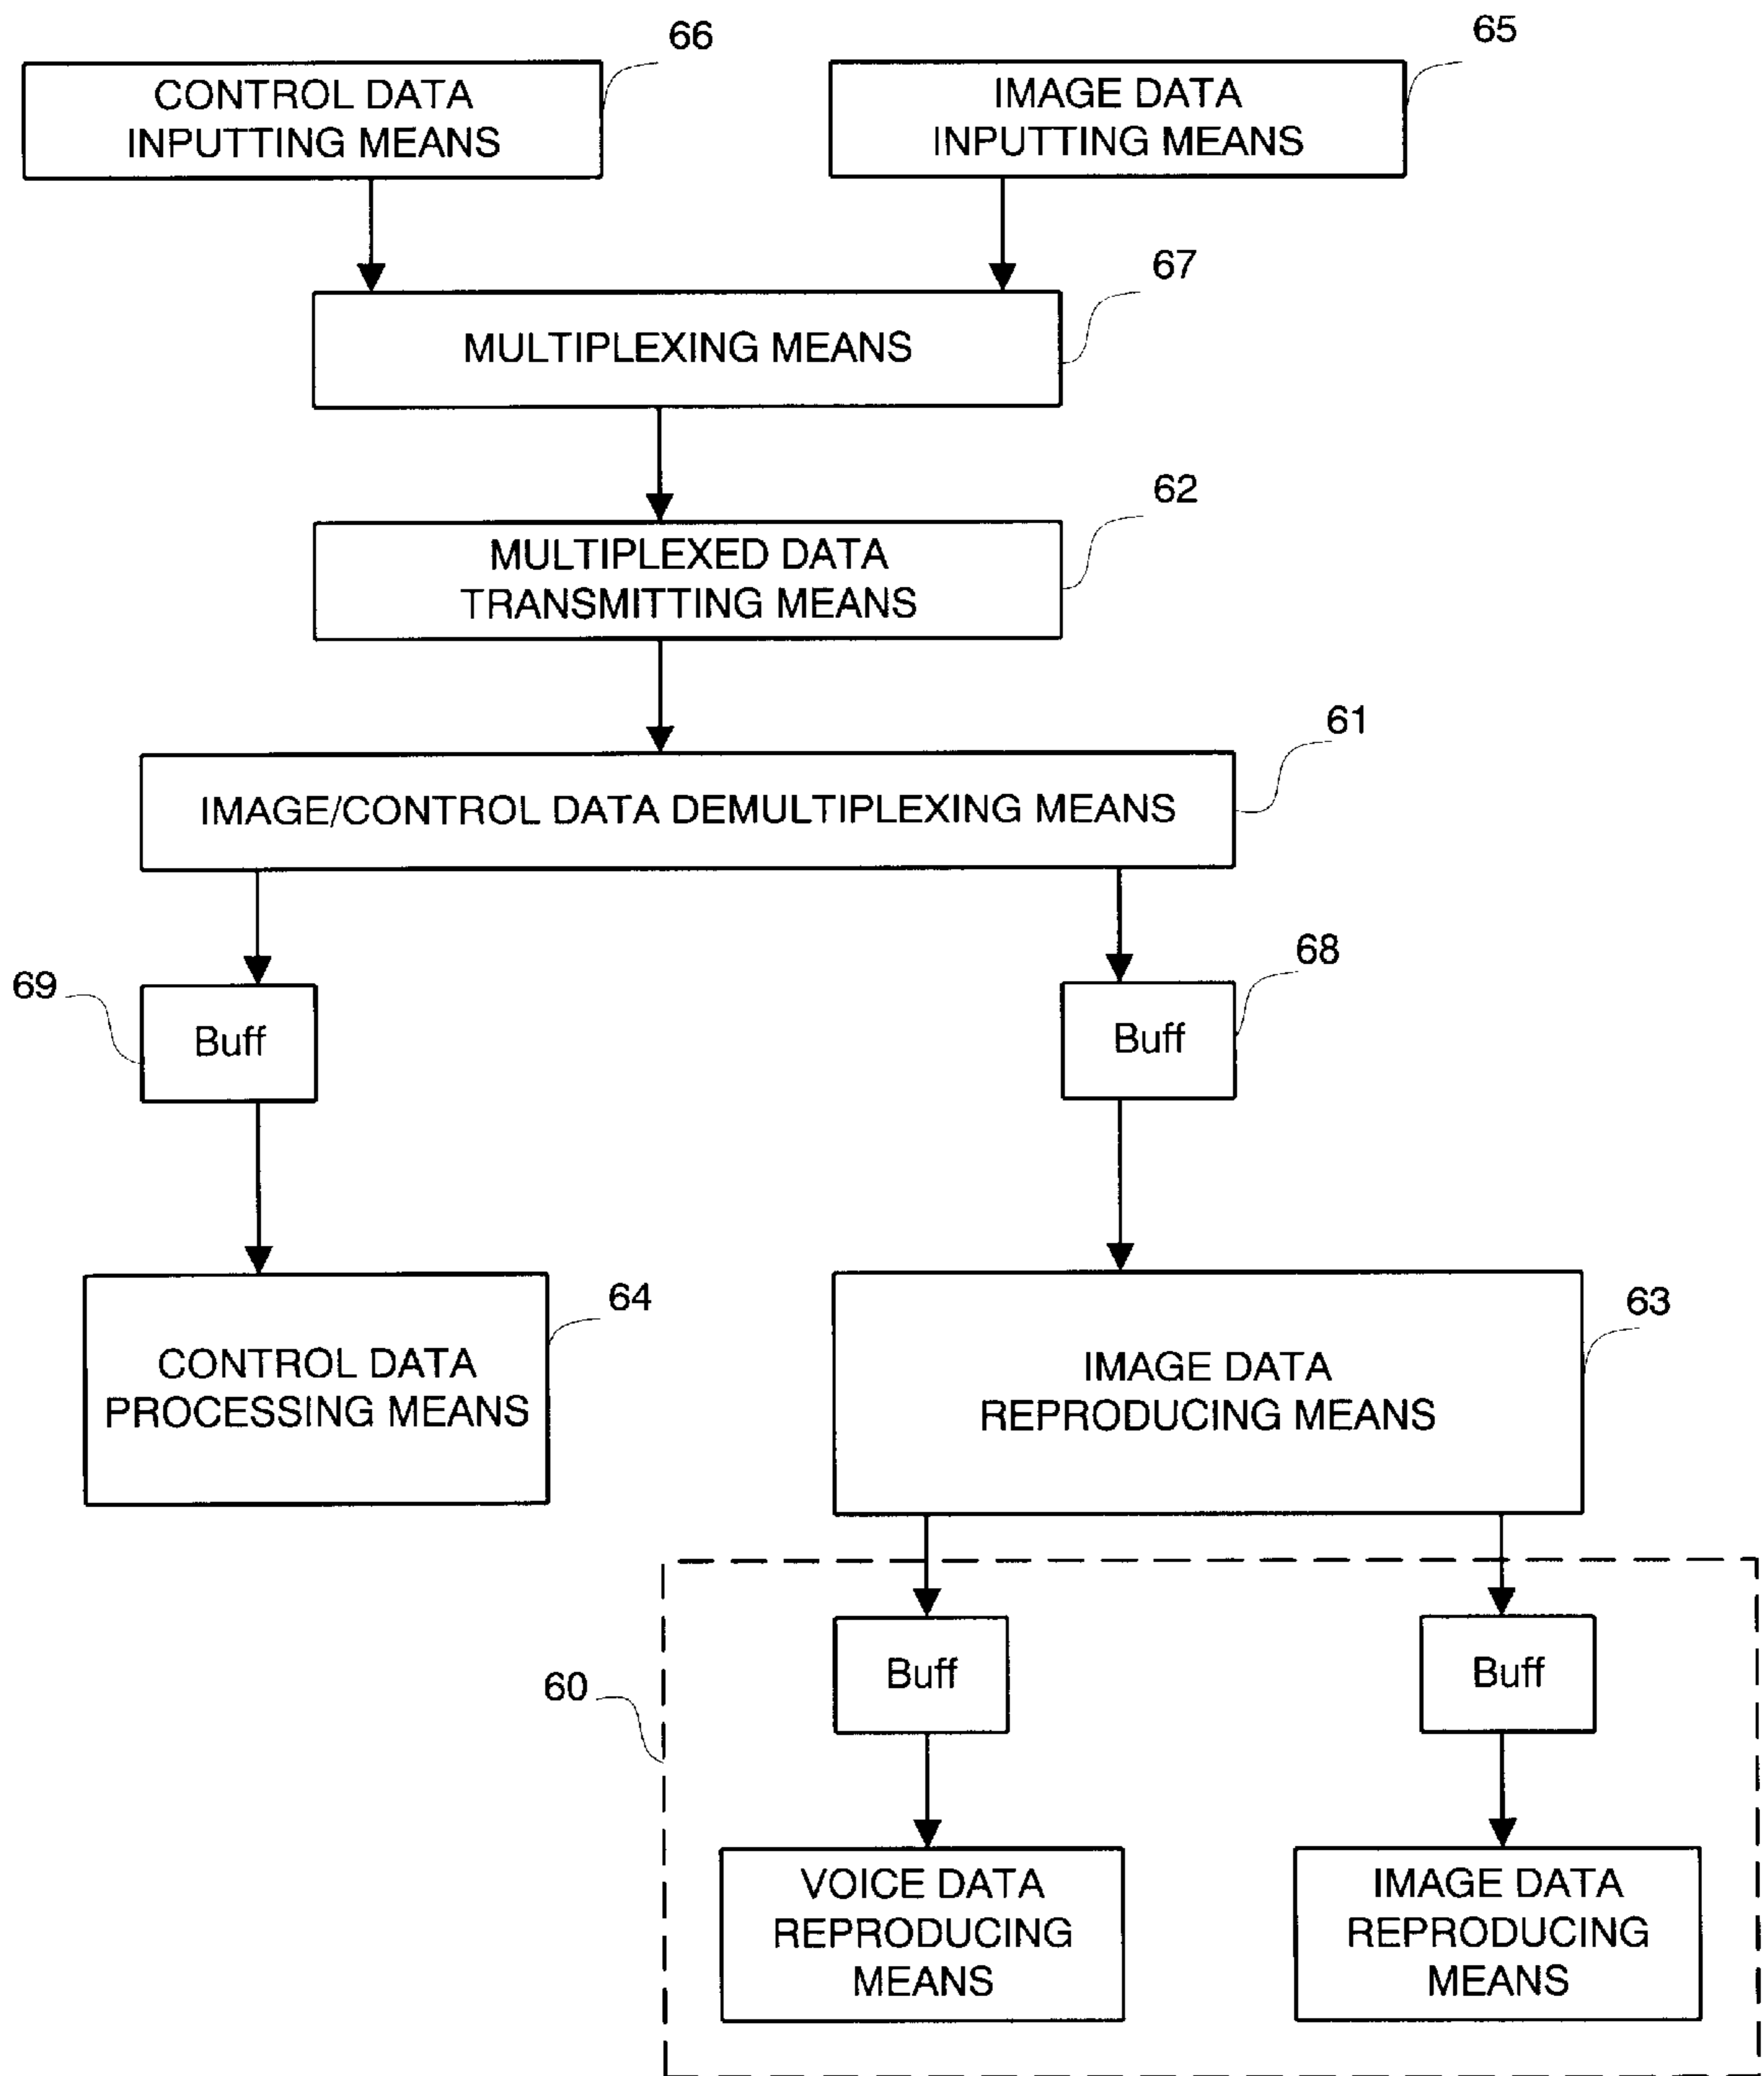 66
65
CONTROL DATA
INPUTTING MEANS
IMAGE DATA
INPUTTING MEANS
67
MULTIPLEXING MEANS
62
MULTIPLEXED DATA
TRANSMITTING MEANS
61
IMAGE/CONTROL DATA DEMULTIPLEXING MEANS
69
Buff
68
Buff
64
CONTROL DATA
PROCESSING MEANS
63
IMAGE DATA
REPRODUCING MEANS
60
Buff
Buff
VOICE DATA
REPRODUCING
MEANS
IMAGE DATA
REPRODUCING
MEANS